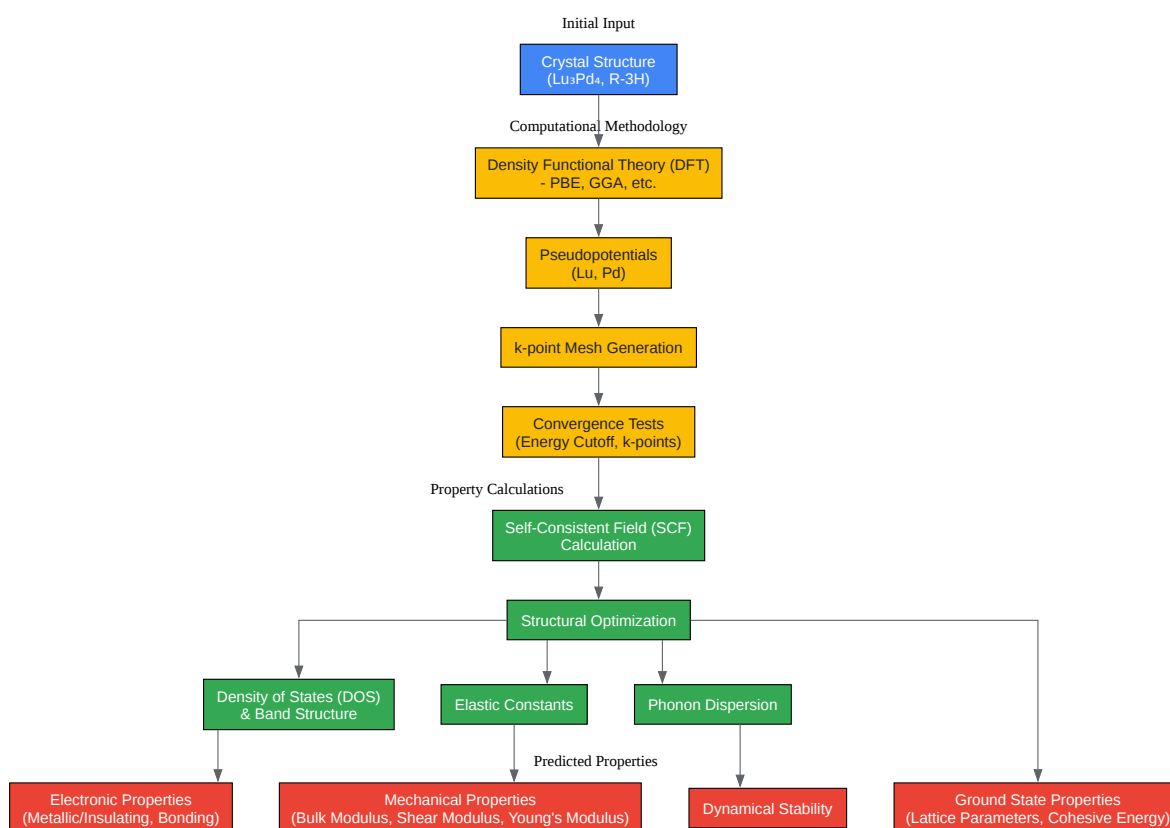 Initial Input
Crystal Structure
(Lu₃Pd₄, R-3H)
Computational Methodology
Density Functional Theory (DFT)
- PBE, GGA, etc.
Pseudopotentials
(Lu, Pd)
k-point Mesh Generation
Convergence Tests
(Energy Cutoff, k-points)
Property Calculations
Self-Consistent Field (SCF)
Calculation
Structural Optimization
Density of States (DOS)
& Band Structure
Elastic Constants
Phonon Dispersion
Predicted Properties
Electronic Properties
(Metallic/Insulating, Bonding)
Mechanical Properties
(Bulk Modulus, Shear Modulus, Young's Modulus)
Dynamical Stability
Ground State Properties
(Lattice Parameters, Cohesive Energy)